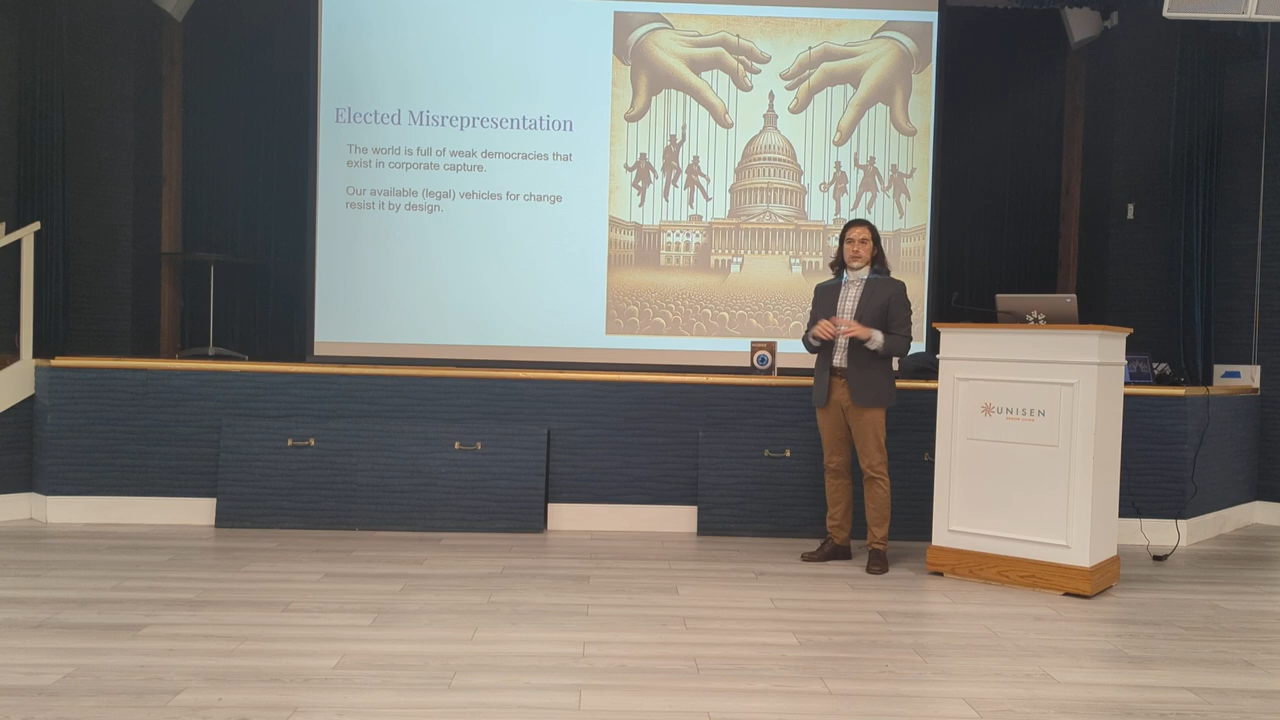 Elected Misrepresentation
The world is full of weak democracies that
exist in corporate capture.
Our available (legal) vehicles for change
resist it by design.
UNISEN